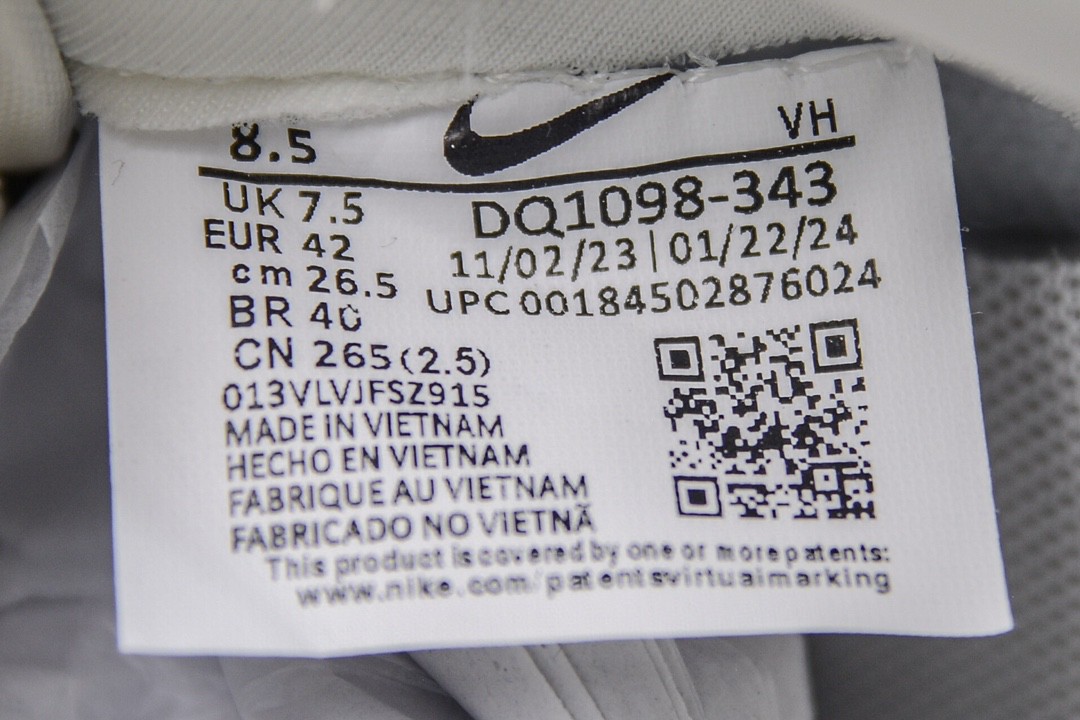 8.5 VH
UK 7.5 DQ1098-343
EUR 42 11/02/23 | 01/22/24
cm 26.5 UPC 00184502876024
BR 40
CN 265(2.5)
013VLVJFSZ915
MADE IN VIETNAM
HECHO EN VIETNAM
FABRIQUE AU VIETNAM
FABRICADO NO VIETNÃ
This product is covered by one or more patents:
www.nike.com/patentsvirtualmarking